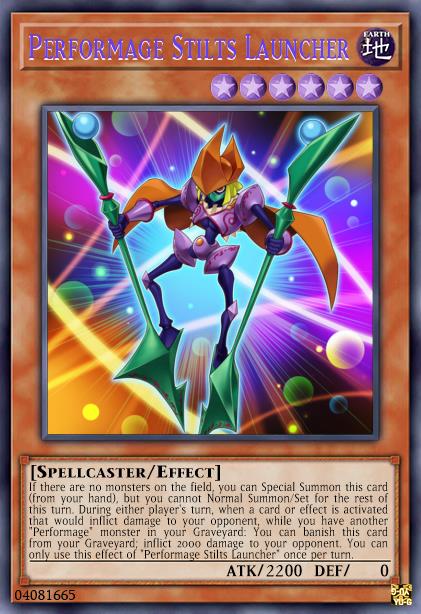 Performage Stilts Launcher
EARTH
地
[Spellcaster/Effect]
If there are no monsters on the field, you can Special Summon this card
(from your hand), but you cannot Normal Summon/Set for the rest of
this turn. During either player's turn, when a card or effect is activated
that would inflict damage to your opponent, while you have another
"Performage" monster in your Graveyard: You can banish this card
from your Graveyard; inflict 2000 damage to your opponent. You can
only use this effect of "Performage Stilts Launcher" once per turn.
ATK/2200 DEF/ 0
04081665